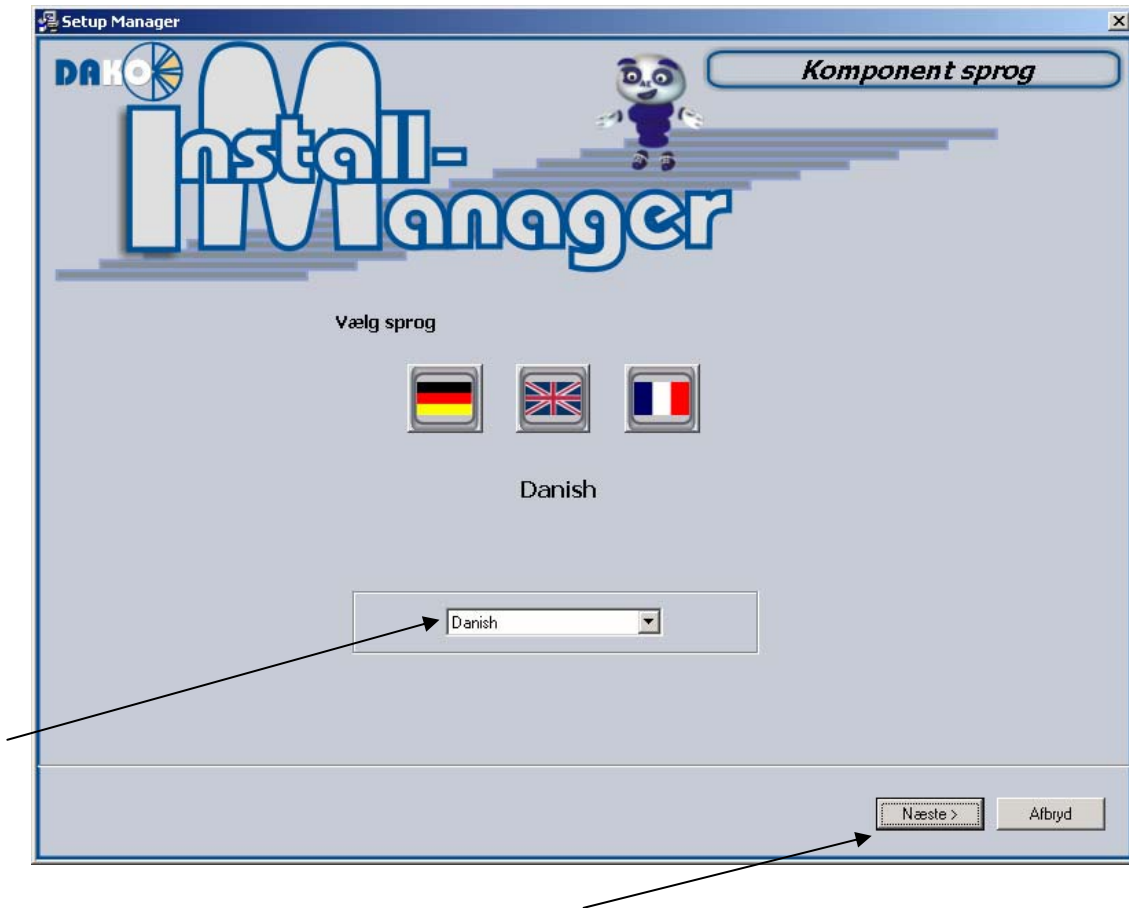 Setup Manager
DAKO
Komponent sprog
Install-
Manager
Vælg sprog
Danish
Danish
Næste >
Afbryd